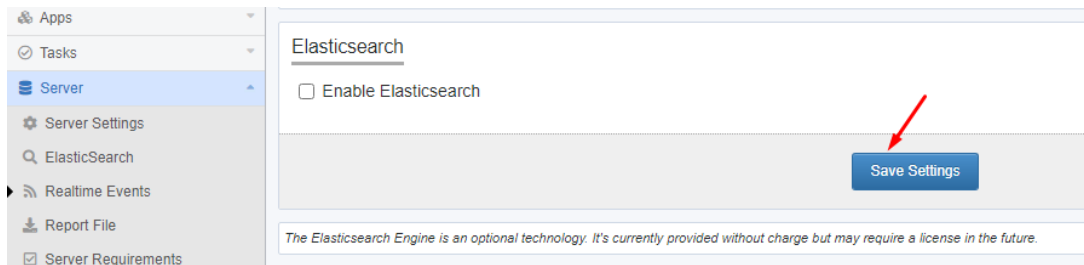 Apps
Tasks
Server
Server Settings
ElasticSearch
Realtime Events
Report File
Server Requirements
Elasticsearch
Enable Elasticsearch
Save Settings
The Elasticsearch Engine is an optional technology. It's currently provided without charge but may require a license in the future.